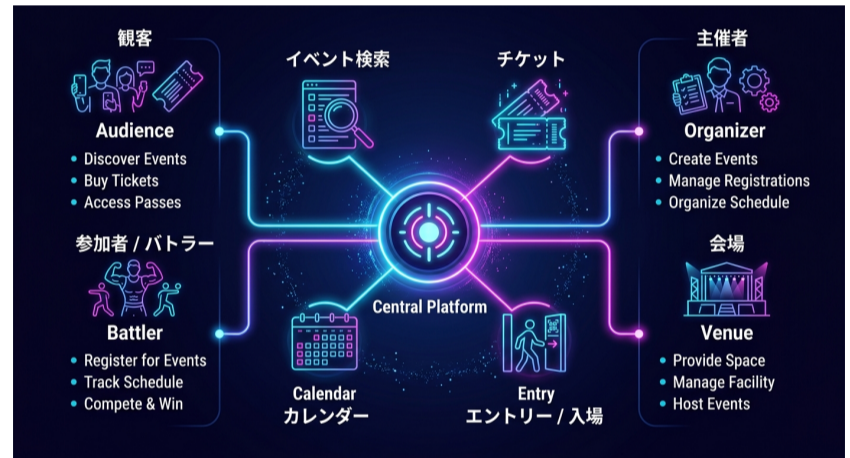 観客
Audience
• Discover Events
• Buy Tickets
• Access Passes
参加者 / バトラー
Battler
• Register for Events
• Track Schedule
• Compete & Win
イベント検索
チケット
Central Platform
Calendar
カレンダー
Entry
エントリー / 入場
主催者
Organizer
• Create Events
• Manage Registrations
• Organize Schedule
会場
Venue
• Provide Space
• Manage Facility
• Host Events